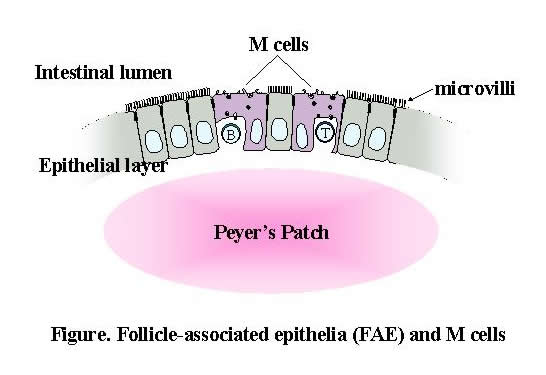 M cells
Intestinal lumen
microvilli
B
T
Epithelial layer
Peyer's Patch
Figure. Follicle-associated epithelia (FAE) and M cells